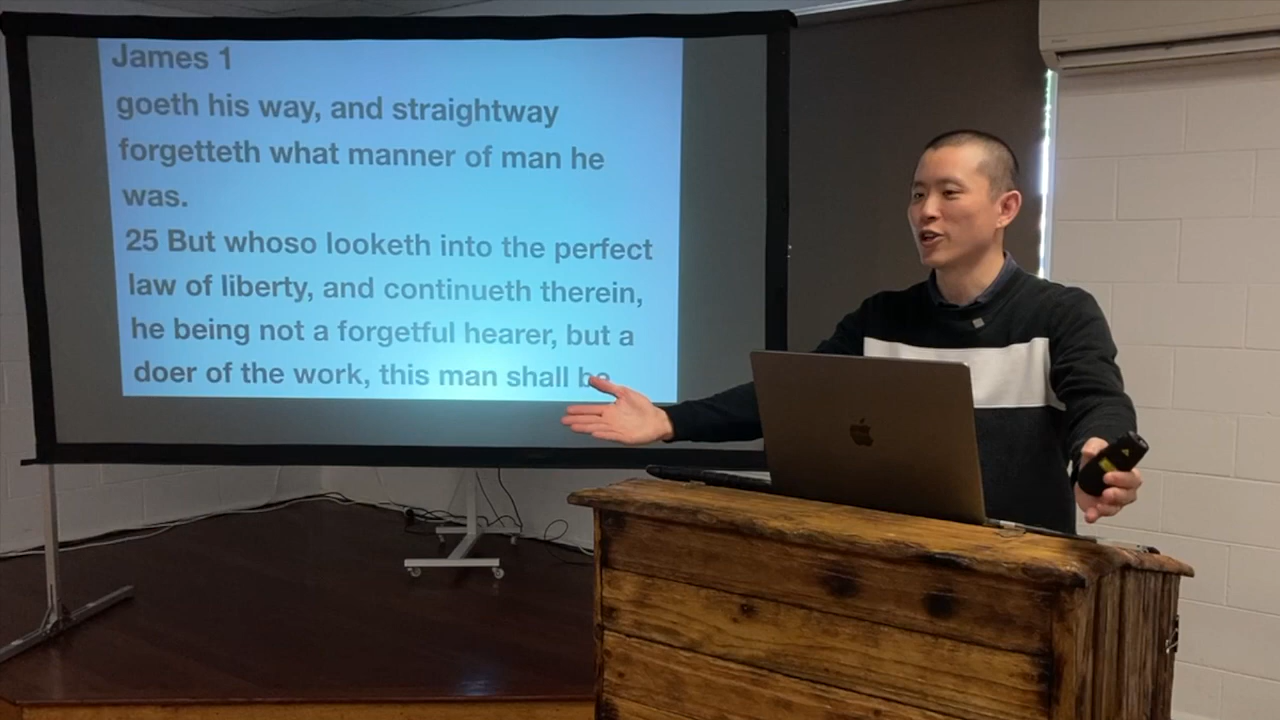 James 1
goeth his way, and straightway
forgetteth what manner of man he
was.
25 But whoso looketh into the perfect
law of liberty, and continueth therein,
he being not a forgetful hearer, but a
doer of the work, this man shall be